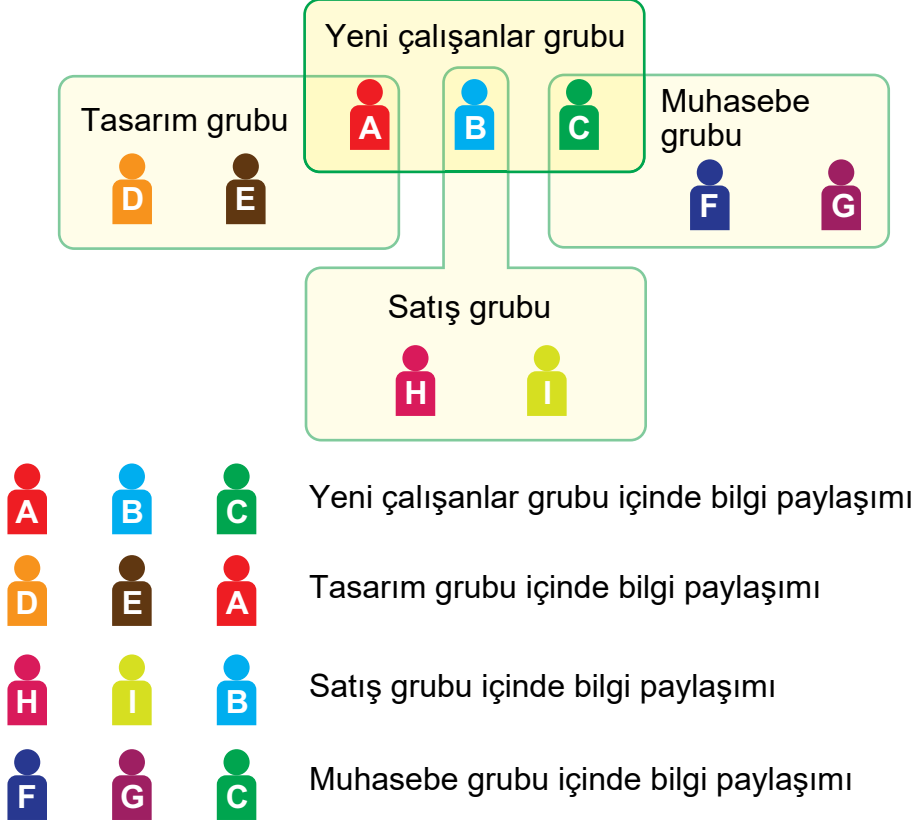 Yeni çalışanlar grubu
Tasarım grubu
A
B
C
Muhasebe
grubu
D
E
F
G
Satış grubu
H
I
A
B
C
Yeni çalışanlar grubu içinde bilgi paylaşımı
D
E
A
Tasarım grubu içinde bilgi paylaşımı
H
I
B
Satış grubu içinde bilgi paylaşımı
F
G
C
Muhasebe grubu içinde bilgi paylaşımı